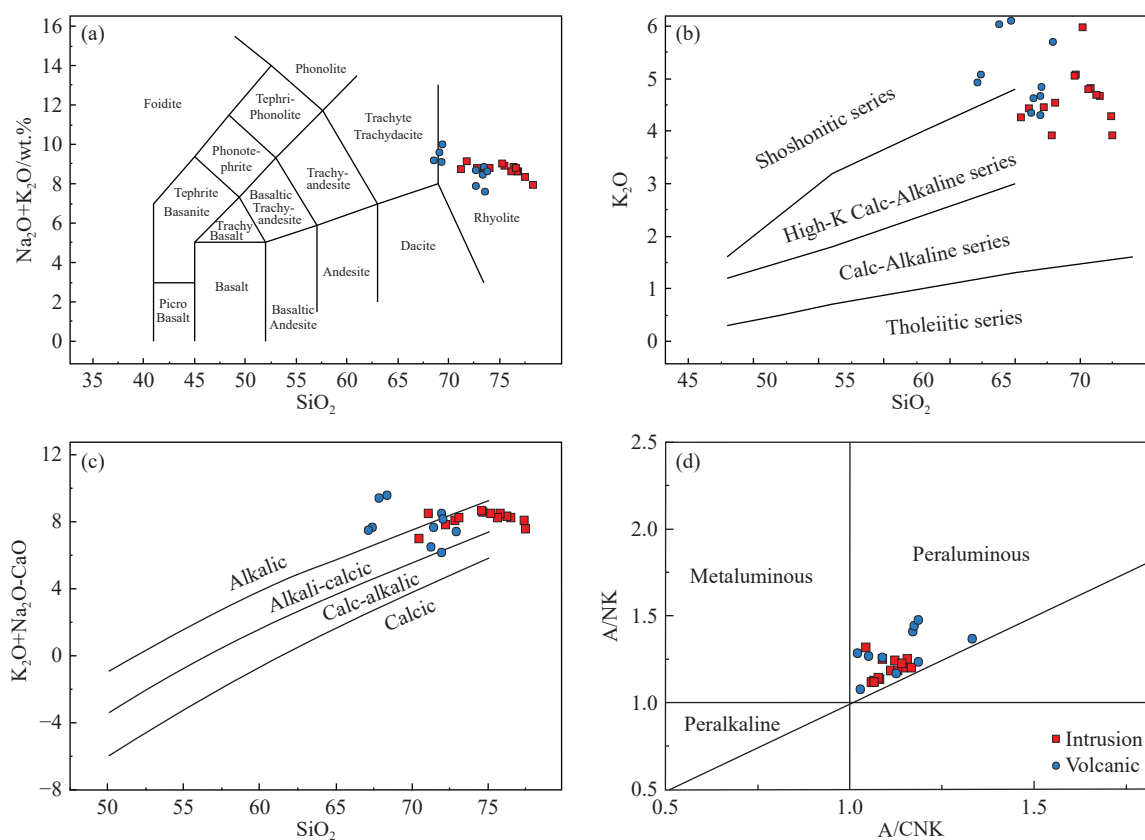 (a)
16
14
12
10
8
6
4
2
0
Na₂O+K₂O/wt.%
Foidite
Phonolite
Tephri-
Phonolite
Trachyte
Trachydacite
Phonote-
phrite
Trachy-
andesite
Tephrite
Basanite
Basaltic
Trachy-
andesite
Trachy
Basalt
Rhyolite
Dacite
Andesite
Basalt
Basaltic
Andesite
Picro
Basalt
35 40 45 50 55 60 65 70 75 80
SiO₂
(b)
6
5
4
3
2
1
0
K₂O
Shoshonitic series
High-K Calc-Alkaline series
Calc-Alkaline series
Tholeiitic series
45 50 55 60 65 70
SiO₂
(c)
12
8
4
0
−4
−8
K₂O+Na₂O-CaO
Alkalic
Alkali-calcic
Calc-alkalic
Calcic
50 55 60 65 70 75
SiO₂
(d)
2.5
2.0
1.5
1.0
0.5
A/NK
Metaluminous
Peraluminous
Peralkaline
Intrusion
Volcanic
0.5 1.0 1.5
A/CNK